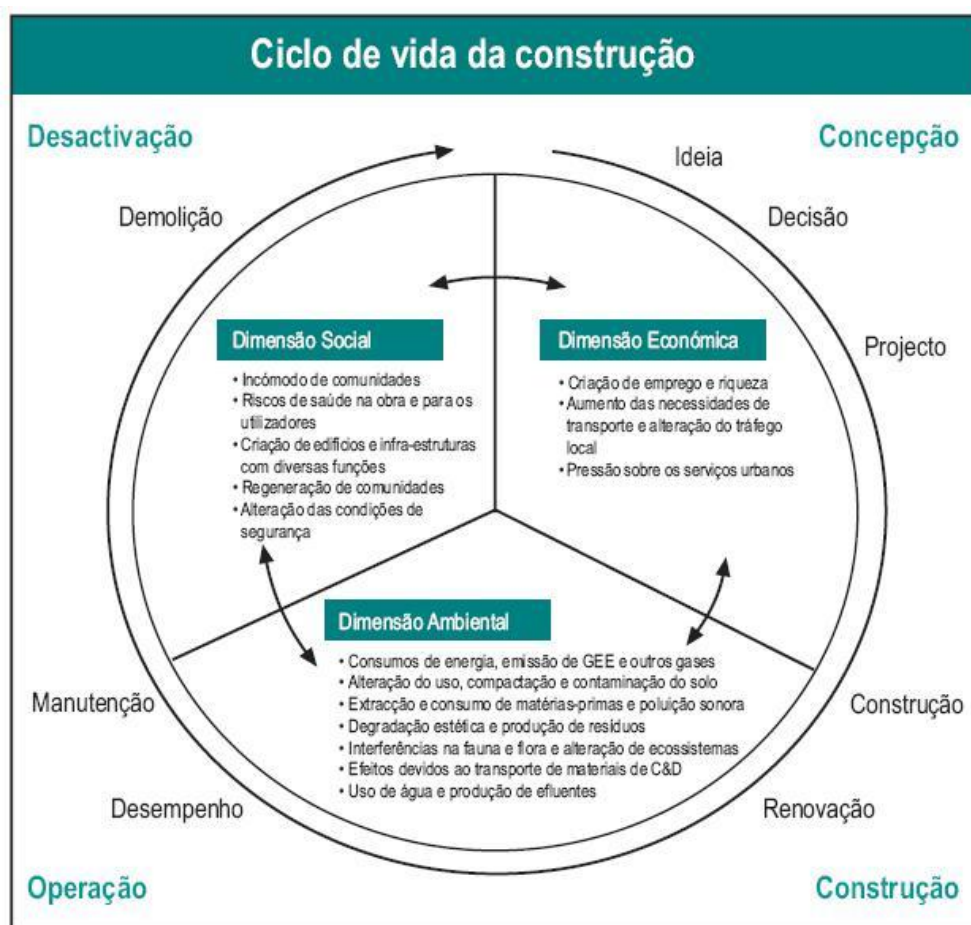 Ciclo de vida da construção
Desactivação
Concepção
Ideia
Demolição
Decisão
Projecto
Dimensão Social
• Incómodo de comunidades
• Riscos de saúde na obra e para os
utilizadores
• Criação de edifícios e infra-estruturas
com diversas funções
• Regeneração de comunidades
• Alteração das condições de
segurança
Dimensão Económica
• Criação de emprego e riqueza
• Aumento das necessidades de
transporte e alteração do tráfego
local
• Pressão sobre os serviços urbanos
Dimensão Ambiental
• Consumos de energia, emissão de GEE e outros gases
• Alteração do uso, compactação e contaminação do solo
• Extracção e consumo de matérias-primas e poluição sonora
• Degradação estética e produção de resíduos
• Interferências na fauna e flora e alteração de ecossistemas
• Efeitos devidos ao transporte de materiais de C&D
• Uso de água e produção de efluentes
Manutenção
Construção
Desempenho
Renovação
Operação
Construção